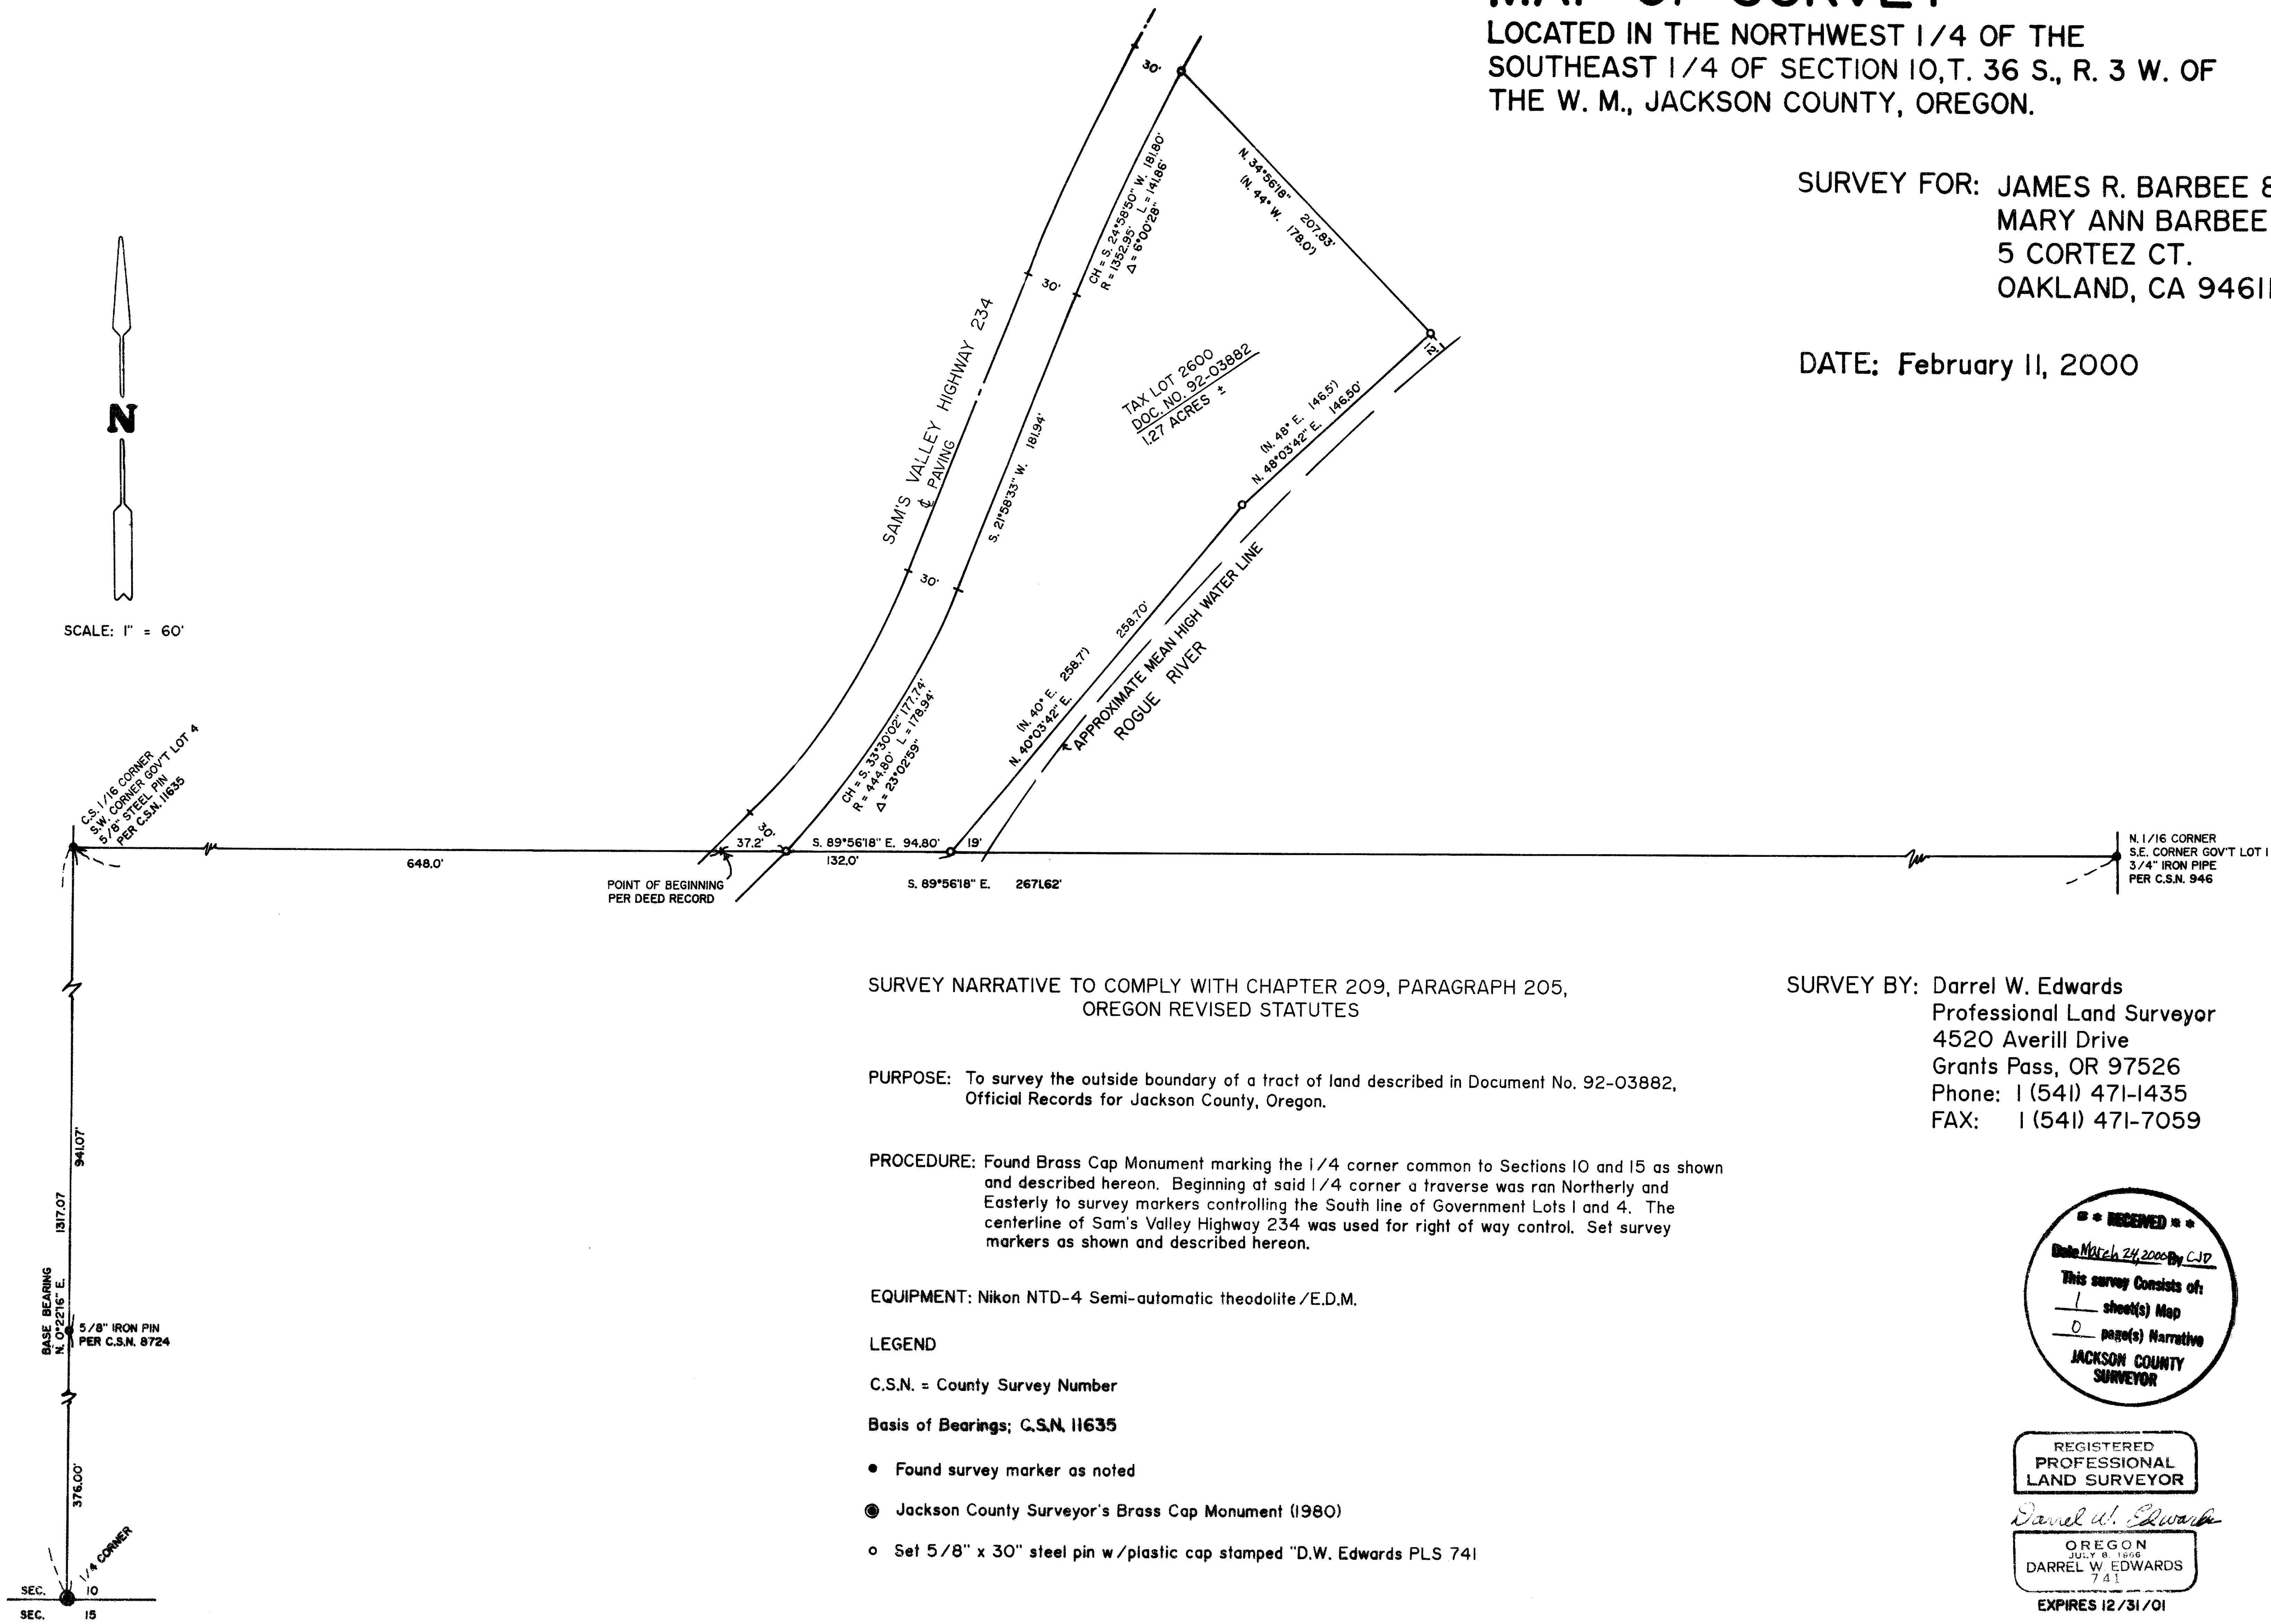 MAP OF SURVEY
LOCATED IN THE NORTHWEST 1/4 OF THE
SOUTHEAST 1/4 OF SECTION 10, T. 36 S., R. 3 W. OF
THE W. M., JACKSON COUNTY, OREGON.
SURVEY FOR: JAMES R. BARBEE &
MARY ANN BARBEE
5 CORTEZ CT.
OAKLAND, CA 94611
DATE: February 11, 2000
N
SCALE: 1" = 60'
30'
30'
30'
30'
CH = S. 24°58'50" W. 181.80'
R = 1352.95' L = 141.86'
Δ = 6°00'28"
N. 34°56'18" 207.83'
(N. 44° W. 178.0')
12'
SAM'S VALLEY HIGHWAY 234
℄ PAVING
S. 21°58'33" W. 181.94'
TAX LOT 2600
DOC. NO. 92-03882
1.27 ACRES ±
(N. 48° E. 146.5')
N. 48°03'42" E. 146.50'
(N. 40° E. 258.7')
N. 40°03'42" E. 258.70'
APPROXIMATE MEAN HIGH WATER LINE
ROGUE RIVER
CH = S. 33°30'02" 177.74'
R = 444.80' L = 178.94'
Δ = 23°02'59"
C.S. 1/16 CORNER
S.W. CORNER GOV'T LOT 4
5/8" STEEL PIN
PER C.S.N. 11635
648.0'
37.2'
S. 89°56'18" E. 94.80'
19'
132.0'
POINT OF BEGINNING
PER DEED RECORD
S. 89°56'18" E. 2671.62'
N. 1/16 CORNER
S.E. CORNER GOV'T LOT 1
3/4" IRON PIPE
PER C.S.N. 946
941.07'
BASE BEARING
N. 0°22'16" E. 1317.07
5/8" IRON PIN
PER C.S.N. 8724
376.00'
1/4 CORNER
SEC. 10
SEC. 15
SURVEY NARRATIVE TO COMPLY WITH CHAPTER 209, PARAGRAPH 205,
OREGON REVISED STATUTES
PURPOSE: To survey the outside boundary of a tract of land described in Document No. 92-03882,
Official Records for Jackson County, Oregon.
PROCEDURE: Found Brass Cap Monument marking the 1/4 corner common to Sections 10 and 15 as shown
and described hereon. Beginning at said 1/4 corner a traverse was ran Northerly and
Easterly to survey markers controlling the South line of Government Lots 1 and 4. The
centerline of Sam's Valley Highway 234 was used for right of way control. Set survey
markers as shown and described hereon.
EQUIPMENT: Nikon NTD-4 Semi-automatic theodolite/E.D.M.
LEGEND
C.S.N. = County Survey Number
Basis of Bearings; C.S.N. 11635
Found survey marker as noted
Jackson County Surveyor's Brass Cap Monument (1980)
Set 5/8" x 30" steel pin w/plastic cap stamped "D.W. Edwards PLS 741
SURVEY BY: Darrel W. Edwards
Professional Land Surveyor
4520 Averill Drive
Grants Pass, OR 97526
Phone: 1 (541) 471-1435
FAX: 1 (541) 471-7059
* * RECEIVED * *
Date March 24, 2000 By CJD
This survey Consists of:
1 sheet(s) Map
0 page(s) Narrative
JACKSON COUNTY
SURVEYOR
REGISTERED
PROFESSIONAL
LAND SURVEYOR
Darrel W. Edwards
OREGON
JULY 8, 1966
DARREL W. EDWARDS
741
EXPIRES 12/31/01